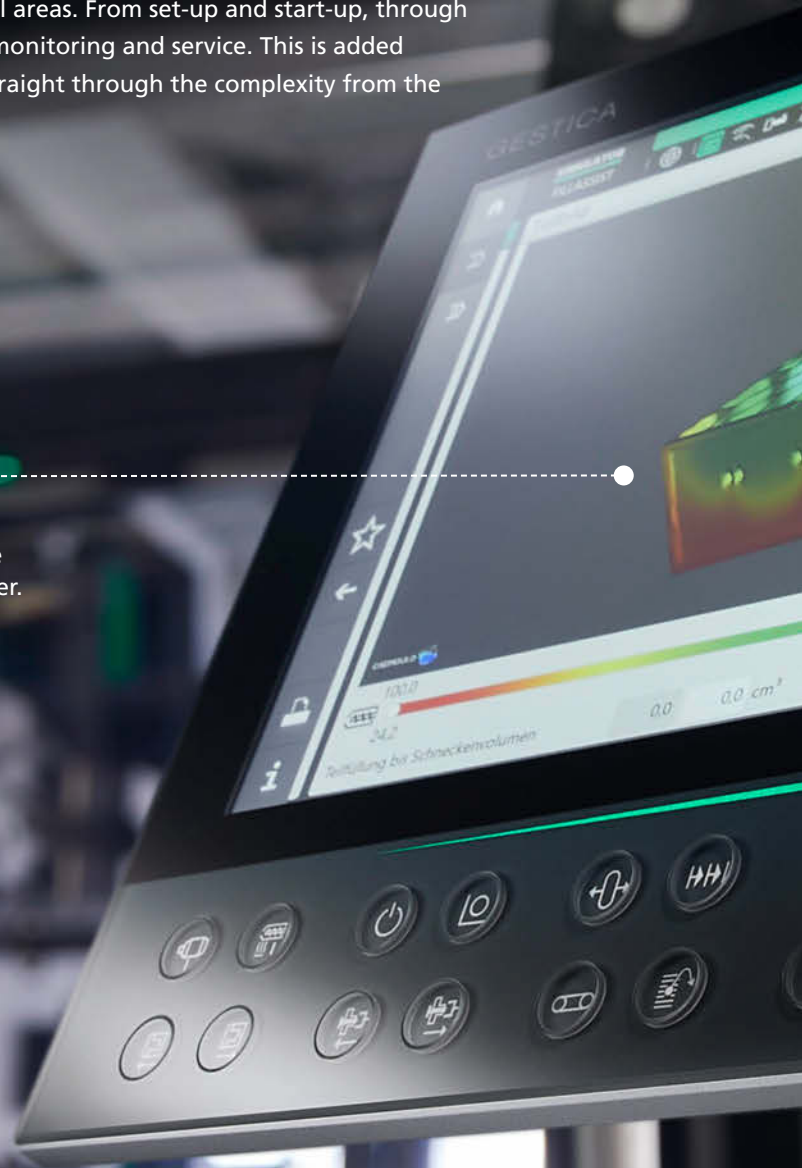 l areas. From set-up and start-up, through
monitoring and service. This is added
raight through the complexity from the
GESTICA
SIMULATION
FILLASSIST
er.
CADMOULD
100,0
24,2
0,0 0,0 cm³
Teilfüllung bis Schneckenvolumen